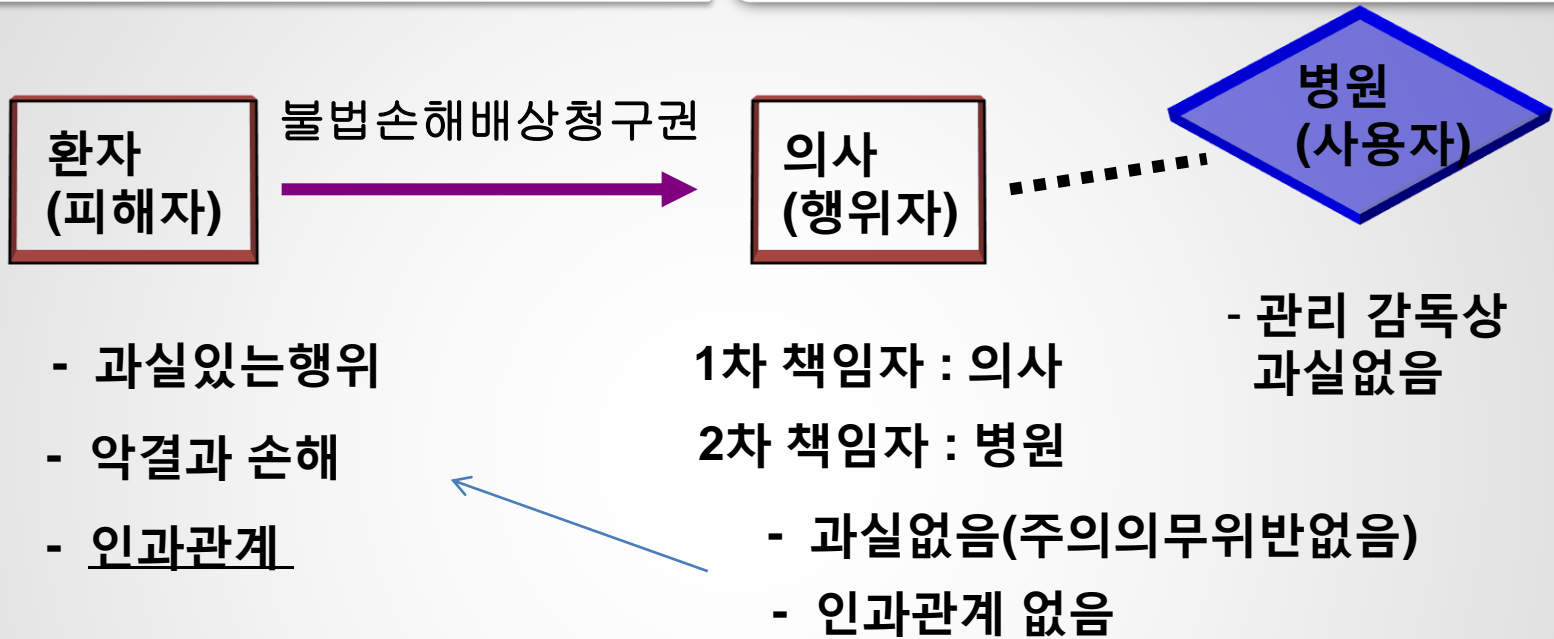 환자
(피해자)
불법손해배상청구권
의사
(행위자)
병원
(사용자)
- 과실있는행위
- 악결과 손해
- 인과관계
1차 책임자 : 의사
2차 책임자 : 병원
- 과실없음(주의의무위반없음)
- 인과관계 없음
- 관리 감독상
과실없음